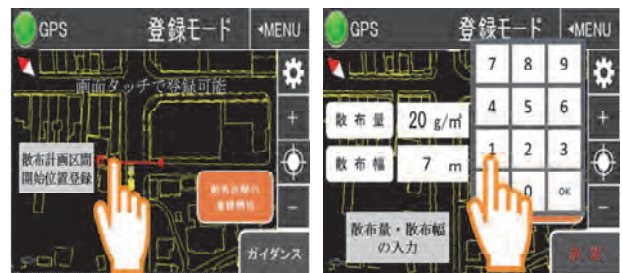 GPS
登録モード
◂MENU
画面タッチで登録可能
+
散布計画区間
開始位置登録
-
ガイダンス
GPS
登録モード
◂MENU
7 8 9
4 5 6
1 2 3
0 OK
散布量 20 g/㎡
散布幅 7 m
+
-
散布量・散布幅
の入力